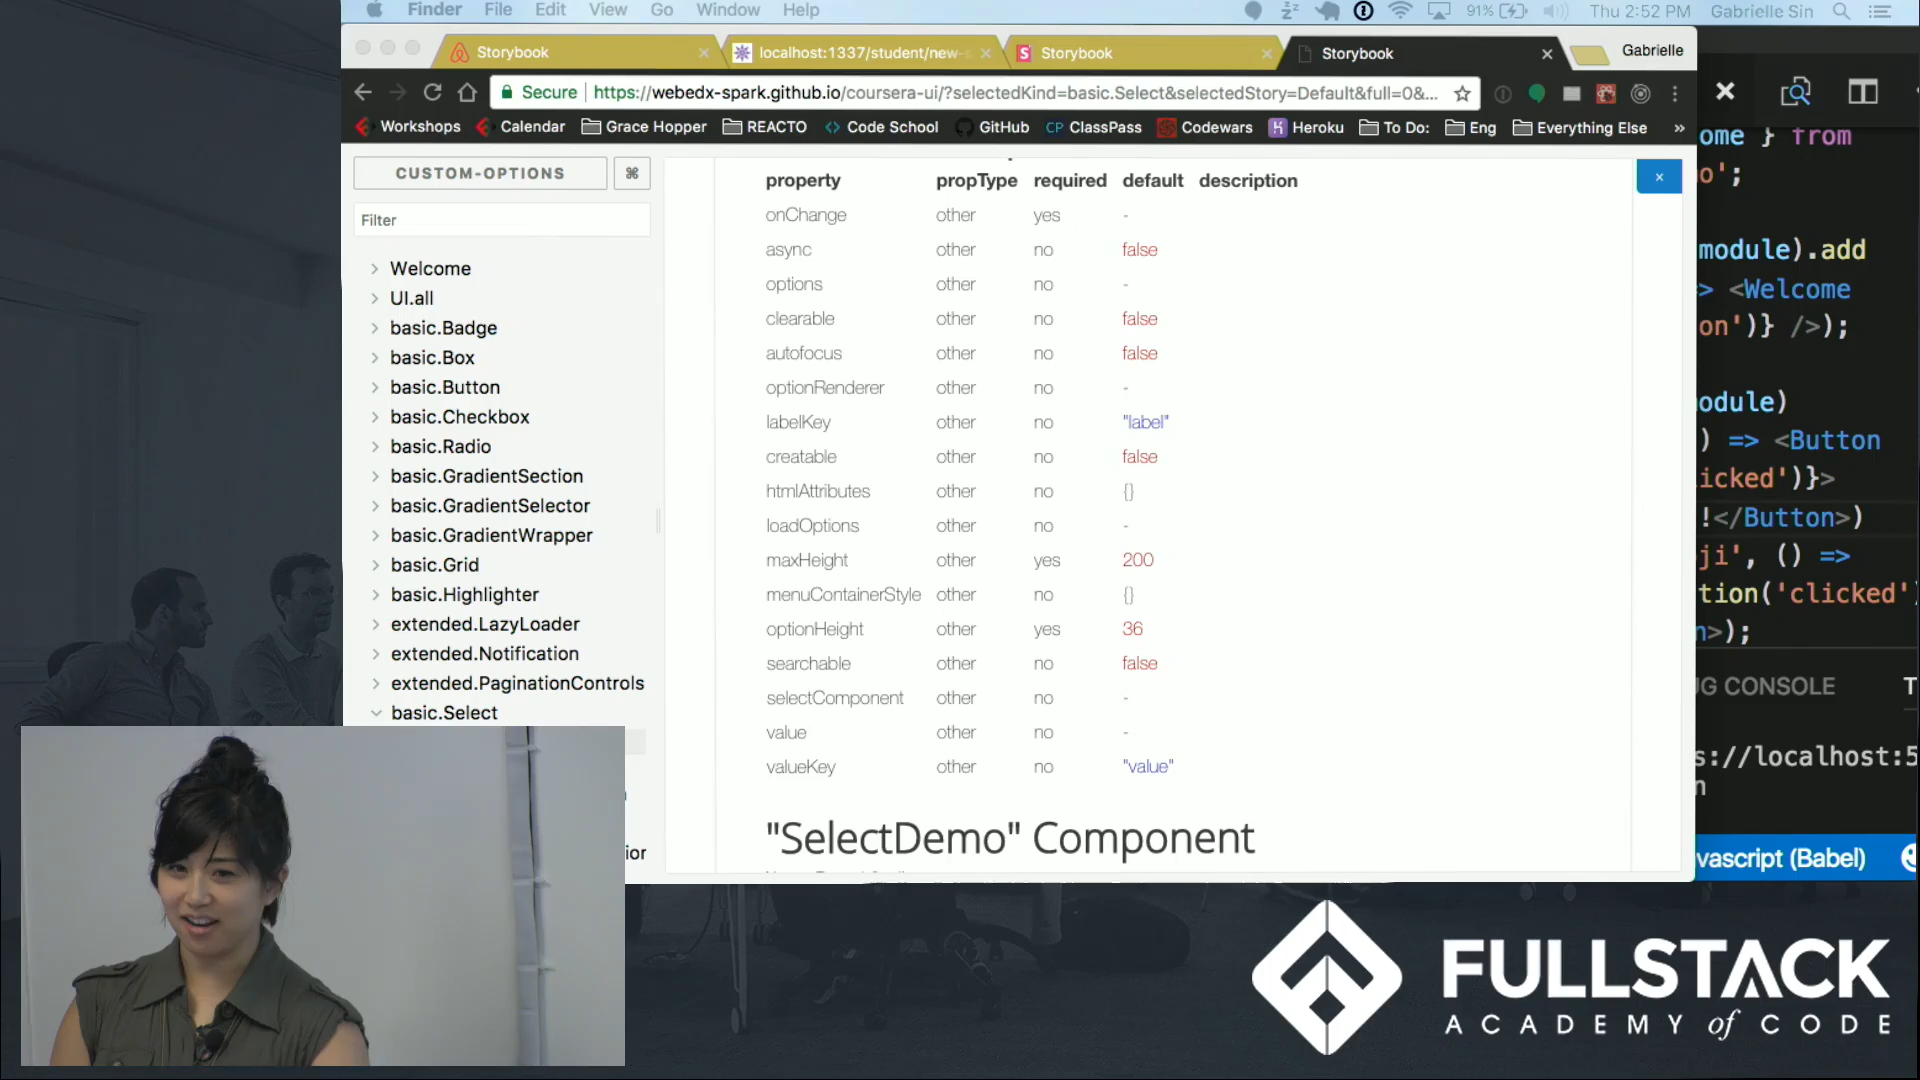 Finder File Edit View Go Window Help 91% Thu 2:52 PM Gabrielle Sin
Storybook
localhost:1337/student/new-
Storybook
Storybook
Gabrielle
Secure https://webedx-spark.github.io/coursera-ui/?selectedKind=basic.Select&selectedStory=Default&full=0&...
Workshops Calendar Grace Hopper REACTO Code School GitHub CP ClassPass Codewars Heroku To Do: Eng Everything Else »
CUSTOM-OPTIONS ⌘
Filter
Welcome
UI.all
basic.Badge
basic.Box
basic.Button
basic.Checkbox
basic.Radio
basic.GradientSection
basic.GradientSelector
basic.GradientWrapper
basic.Grid
basic.Highlighter
extended.LazyLoader
extended.Notification
extended.PaginationControls
basic.Select
ior
property propType required default description
onChange other yes -
async other no false
options other no -
clearable other no false
autofocus other no false
optionRenderer other no -
labelKey other no "label"
creatable other no false
htmlAttributes other no {}
loadOptions other no -
maxHeight other yes 200
menuContainerStyle other no {}
optionHeight other yes 36
searchable other no false
selectComponent other no -
value other no -
valueKey other no "value"
"SelectDemo" Component
ome } from
o';
module).add
> <Welcome
on')} />);
odule)
) => <Button
icked')}>
!</Button>)
ji', () =>
tion('clicked'
n>);
UG CONSOLE T
s://localhost:5
n
vascript (Babel)
FULLSTACK
ACADEMY of CODE